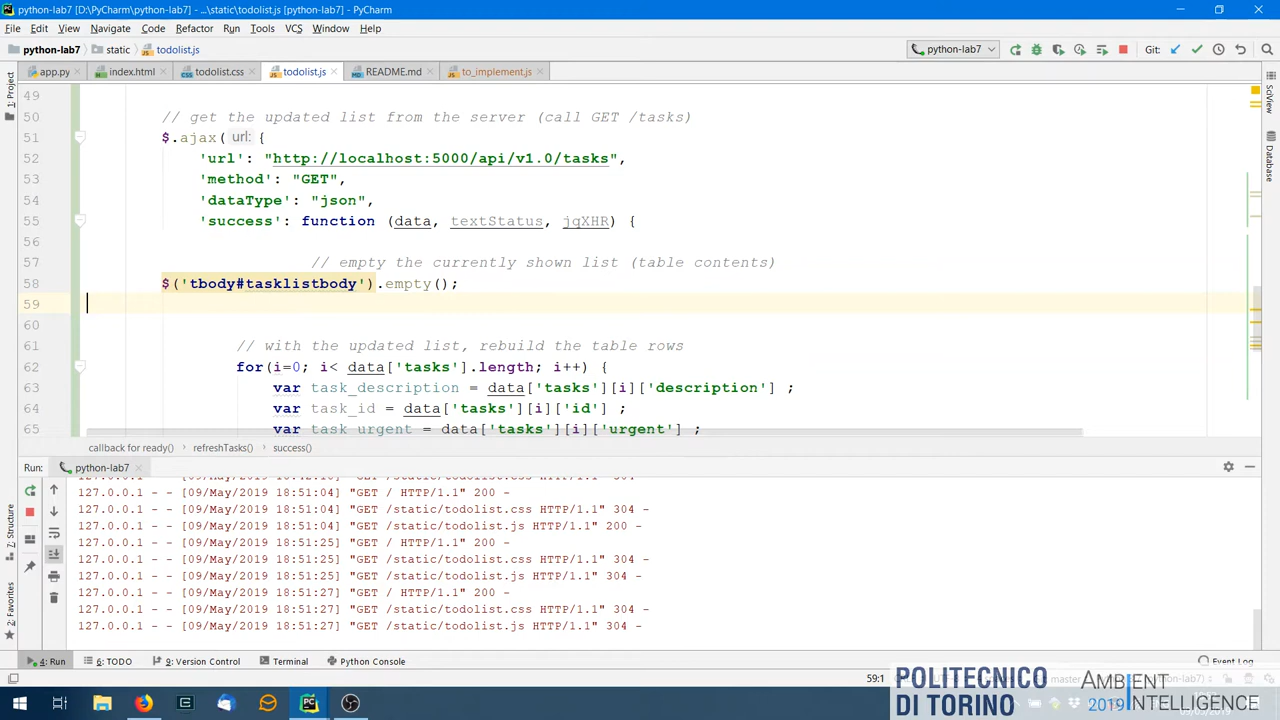 python-lab7 [D:\PyCharm\python-lab7] - ...\static\todolist.js [python-lab7] - PyCharm
File Edit View Navigate Code Refactor Run Tools VCS Window Help
python-lab7 static todolist.js python-lab7 Git:
app.py index.html todolist.css todolist.js README.md to_implement.js
1: Project
SciView
Database
49
50 // get the updated list from the server (call GET /tasks)
51 $.ajax( url: {
52 'url': "http://localhost:5000/api/v1.0/tasks",
53 'method': "GET",
54 'dataType': "json",
55 'success': function (data, textStatus, jqXHR) {
56
57 // empty the currently shown list (table contents)
58 $('tbody#tasklistbody').empty();
59
60
61 // with the updated list, rebuild the table rows
62 for(i=0; i< data['tasks'].length; i++) {
63 var task_description = data['tasks'][i]['description'] ;
64 var task_id = data['tasks'][i]['id'] ;
65 var task_urgent = data['tasks'][i]['urgent'] ;
callback for ready() refreshTasks() success()
Run: python-lab7
127.0.0.1 - - [09/May/2019 18:51:04] "GET / HTTP/1.1" 200 -
127.0.0.1 - - [09/May/2019 18:51:04] "GET /static/todolist.css HTTP/1.1" 304 -
127.0.0.1 - - [09/May/2019 18:51:04] "GET /static/todolist.js HTTP/1.1" 200 -
127.0.0.1 - - [09/May/2019 18:51:25] "GET / HTTP/1.1" 200 -
127.0.0.1 - - [09/May/2019 18:51:25] "GET /static/todolist.css HTTP/1.1" 304 -
127.0.0.1 - - [09/May/2019 18:51:25] "GET /static/todolist.js HTTP/1.1" 304 -
127.0.0.1 - - [09/May/2019 18:51:27] "GET / HTTP/1.1" 200 -
127.0.0.1 - - [09/May/2019 18:51:27] "GET /static/todolist.css HTTP/1.1" 304 -
127.0.0.1 - - [09/May/2019 18:51:27] "GET /static/todolist.js HTTP/1.1" 304 -
7: Structure
2: Favorites
4: Run 6: TODO 9: Version Control Terminal Python Console Event Log
59:1
POLITECNICO
DI TORINO
AMBIENT
2019 INTELLIGENCE